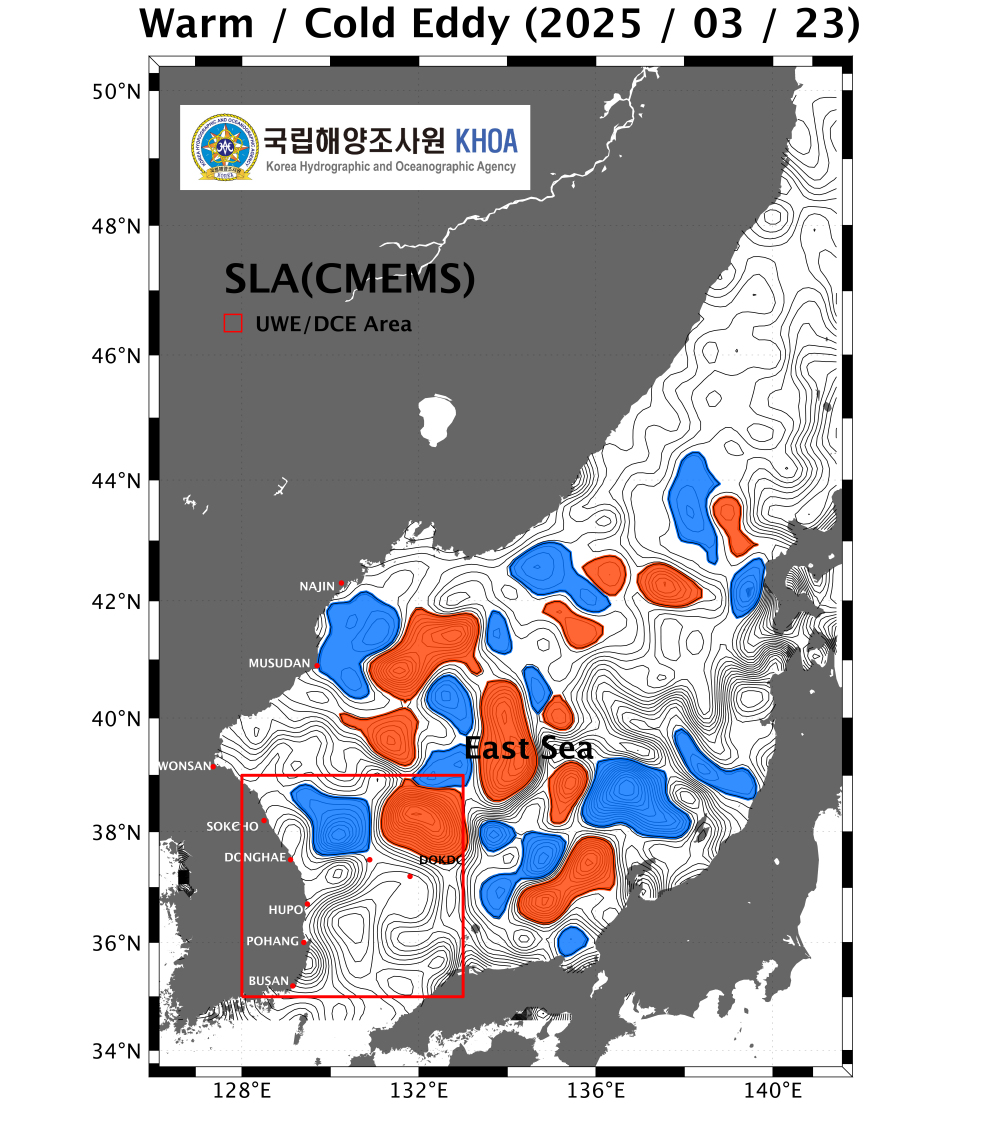 Warm / Cold Eddy (2025 / 03 / 23)
50°N
국립해양조사원 KHOA
Korea Hydrographic and Oceanographic Agency
48°N
SLA(CMEMS)
UWE/DCE Area
46°N
44°N
NAJIN
42°N
MUSUDAN
40°N
East Sea
WONSAN
SOKCHO
38°N
DONGHAE
DOKDO
HUPO
36°N
POHANG
BUSAN
34°N
128°E
132°E
136°E
140°E